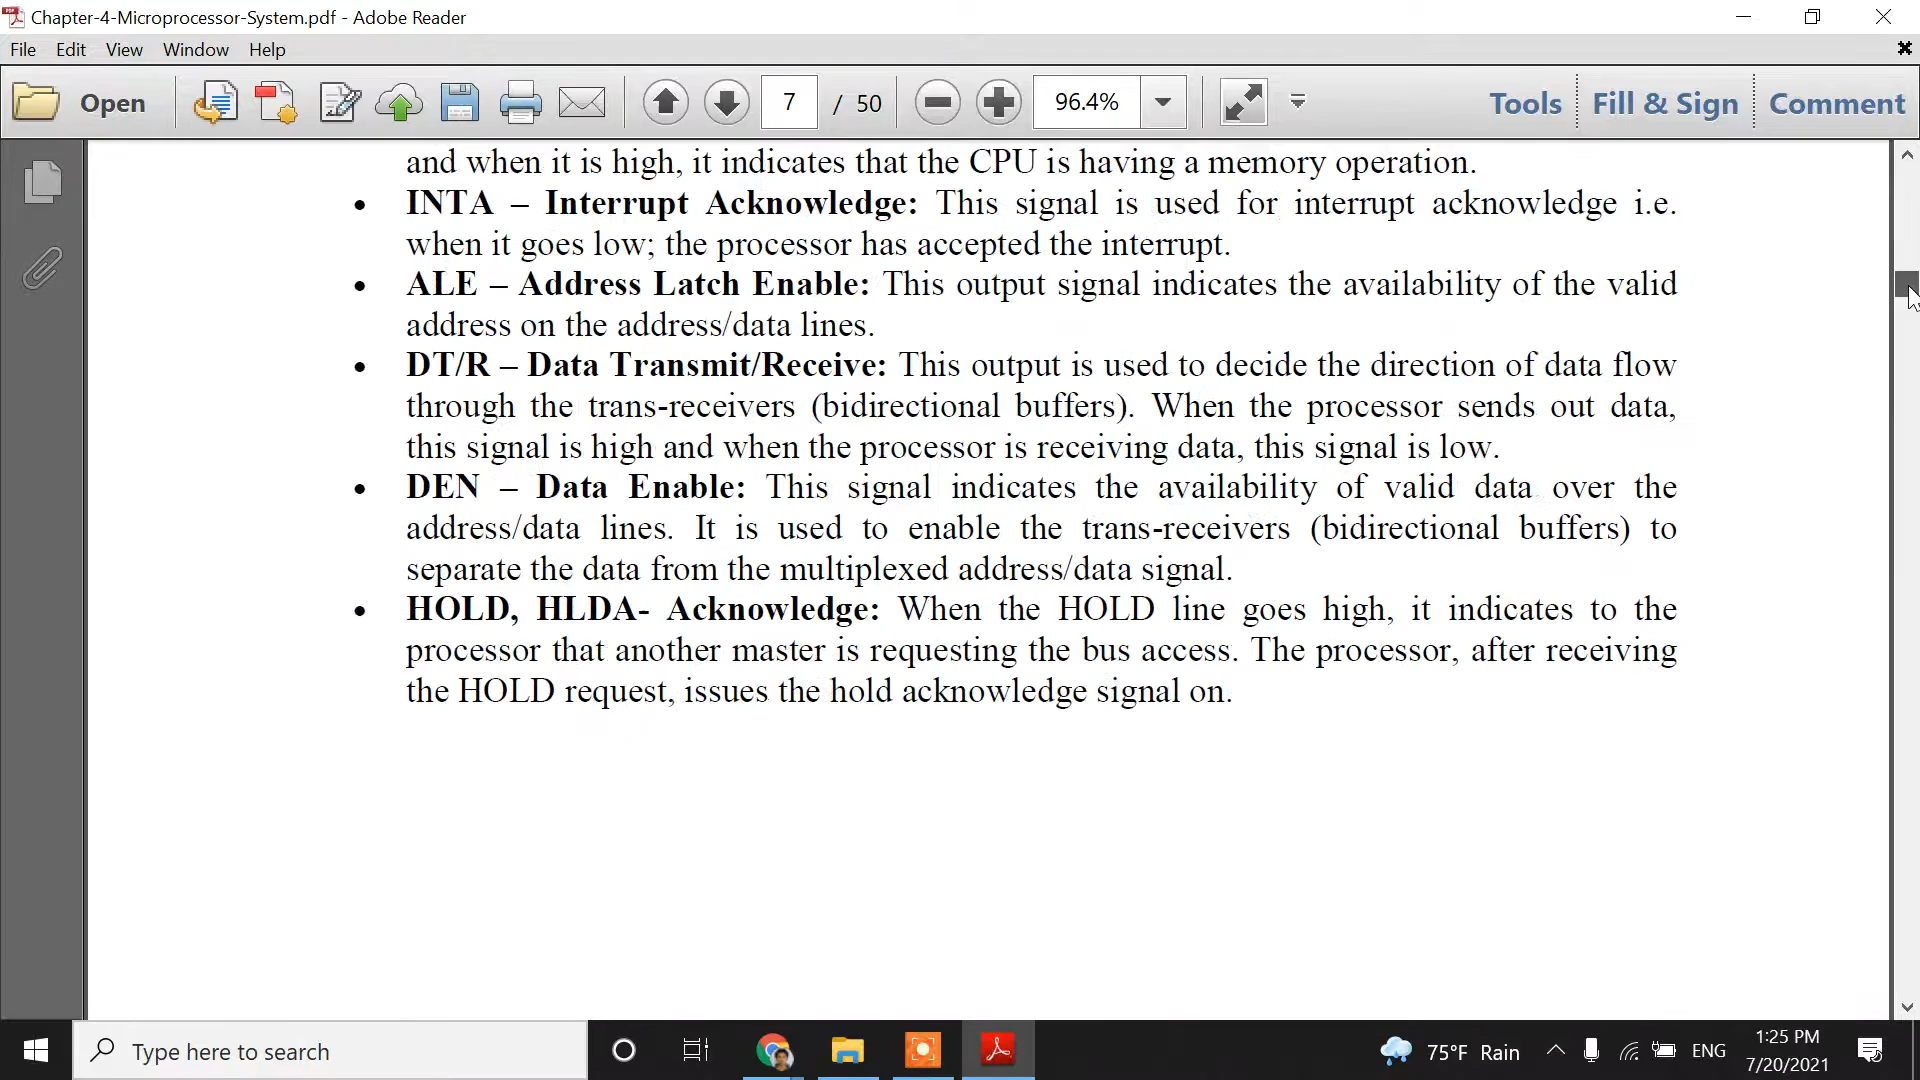 Chapter-4-Microprocessor-System.pdf - Adobe Reader
File Edit View Window Help
Open 7 / 50 96.4% Tools Fill & Sign Comment
and when it is high, it indicates that the CPU is having a memory operation.
• INTA – Interrupt Acknowledge: This signal is used for interrupt acknowledge i.e.
when it goes low; the processor has accepted the interrupt.
• ALE – Address Latch Enable: This output signal indicates the availability of the valid
address on the address/data lines.
• DT/R – Data Transmit/Receive: This output is used to decide the direction of data flow
through the trans-receivers (bidirectional buffers). When the processor sends out data,
this signal is high and when the processor is receiving data, this signal is low.
• DEN – Data Enable: This signal indicates the availability of valid data over the
address/data lines. It is used to enable the trans-receivers (bidirectional buffers) to
separate the data from the multiplexed address/data signal.
• HOLD, HLDA- Acknowledge: When the HOLD line goes high, it indicates to the
processor that another master is requesting the bus access. The processor, after receiving
the HOLD request, issues the hold acknowledge signal on.
Type here to search
75°F Rain
ENG
1:25 PM
7/20/2021